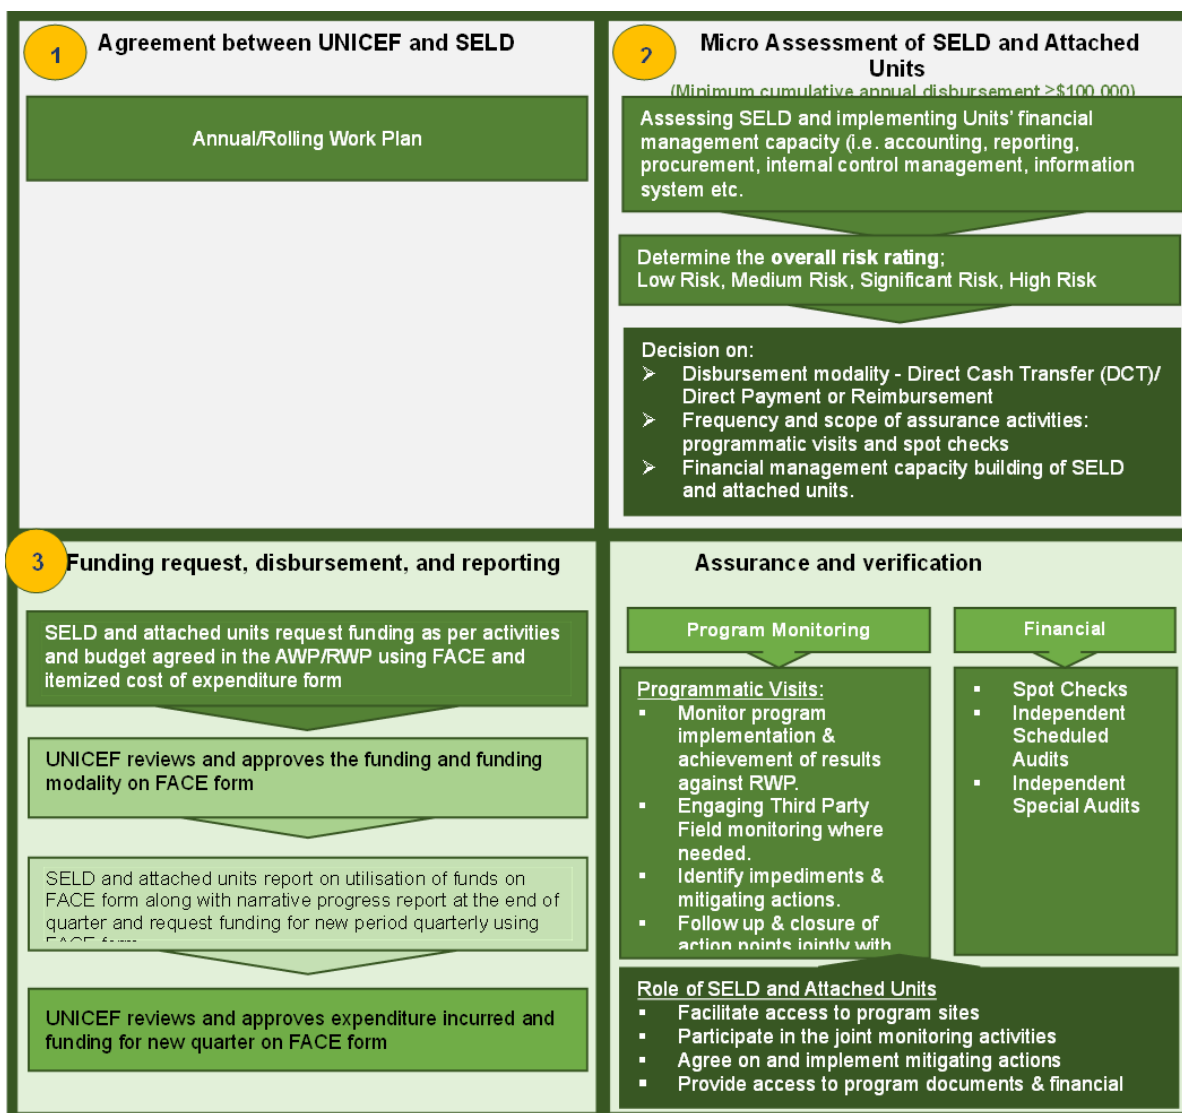 1
Agreement between UNICEF and SELD
Annual/Rolling Work Plan
2
Micro Assessment of SELD and Attached
Units
(Minimum cumulative annual disbursement >$100,000)
Assessing SELD and implementing Units' financial
management capacity (i.e. accounting, reporting,
procurement, internal control management, information
system etc.
Determine the overall risk rating;
Low Risk, Medium Risk, Significant Risk, High Risk
Decision on:
➢ Disbursement modality - Direct Cash Transfer (DCT)/
Direct Payment or Reimbursement
➢ Frequency and scope of assurance activities:
programmatic visits and spot checks
➢ Financial management capacity building of SELD
and attached units.
3
Funding request, disbursement, and reporting
SELD and attached units request funding as per activities
and budget agreed in the AWP/RWP using FACE and
itemized cost of expenditure form
UNICEF reviews and approves the funding and funding
modality on FACE form
SELD and attached units report on utilisation of funds on
FACE form along with narrative progress report at the end of
quarter and request funding for new period quarterly using
FACE form
UNICEF reviews and approves expenditure incurred and
funding for new quarter on FACE form
Assurance and verification
Program Monitoring
Programmatic Visits:
▪ Monitor program
implementation &
achievement of results
against RWP.
▪ Engaging Third Party
Field monitoring where
needed.
▪ Identify impediments &
mitigating actions.
▪ Follow up & closure of
action points jointly with
Financial
▪ Spot Checks
▪ Independent
Scheduled
Audits
▪ Independent
Special Audits
Role of SELD and Attached Units
▪ Facilitate access to program sites
▪ Participate in the joint monitoring activities
▪ Agree on and implement mitigating actions
▪ Provide access to program documents & financial